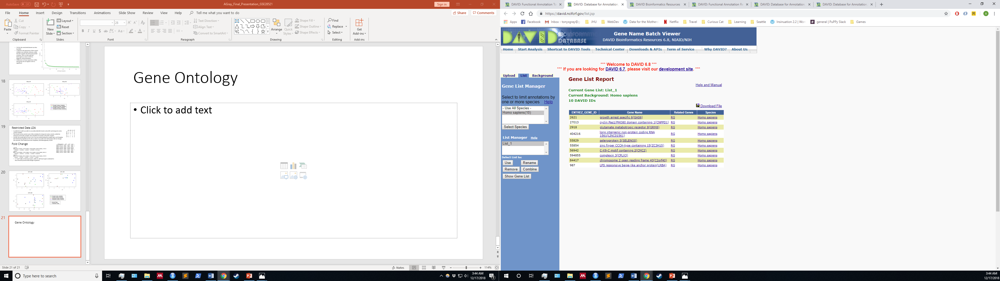 AutoSave Off
AGray_Final_Presentation_GSE28521
Sign in
File Home Insert Design Transitions Animations Slide Show Review View Help Tell me what you want to do
Share Comments
Paste
Cut
Copy
Format Painter
Clipboard
New Slide
Layout
Reset
Section
Slides
28
Font
Text Direction
Align Text
Convert to SmartArt
Paragraph
Arrange
Quick Styles
Shape Fill
Shape Outline
Shape Effects
Drawing
Find
Replace
Select
Editing
Get Add-ins
Add-ins
18
19
Restricted Data LDA
Fold Change
20
21
Gene Ontology
Gene Ontology
• Click to add text
Slide 21 of 21
Notes
114%
Type here to search
3:44 AM
12/17/2018
DAVID: Functional Annotation To
DAVID: Database for Annotation,
DAVID Bioinformatics Resources
DAVID: Functional Annotation Re
DAVID: Database for Annotation,
DAVID: Database for Annotation,
https://david.ncifcrf.gov/list.jsp
Apps Facebook Inbox - tonysgray@g JHU WebDev Data for the Mothers Netflix Travel Curious Cat Learning Seattle Insinuation 2.2 | Wor general | PuPPy Slack Games
DAVID BIOINFORMATICS DATABASE
Gene Name Batch Viewer
DAVID Bioinformatics Resources 6.8, NIAID/NIH
Home Start Analysis Shortcut to DAVID Tools Technical Center Downloads & APIs Term of Service Why DAVID? About Us
*** Welcome to DAVID 6.8 ***
*** If you are looking for DAVID 6.7, please visit our development site. ***
Upload List Background
Gene List Manager
Select to limit annotations by
one or more species Help
- Use All Species -
Homo sapiens(10)
Select Species
List Manager Help
List_1
Select List to:
Use Rename
Remove Combine
Show Gene List
Gene List Report
Help and Manual
Current Gene List: List_1
Current Background: Homo sapiens
10 DAVID IDs
Download File
ENTREZ_GENE_ID Gene Name Related Genes Species
2621 growth arrest specific 6(GAS6) RG Homo sapiens
27013 cyclin Pas1/PHO80 domain containing 1(CNPPD1) RG Homo sapiens
2918 glutamate metabotropic receptor 8(GRM8) RG Homo sapiens
404216 long intergenic non-protein coding RNA
1561(LINC01561) RG Homo sapiens
55829 selenoprotein S(SELENOS) RG Homo sapiens
55854 zinc finger CCCH-type containing 15(ZC3H15) RG Homo sapiens
56942 C-X9-C motif containing 2(CMC2) RG Homo sapiens
594855 complexin 3(CPLX3) RG Homo sapiens
84417 chromosome 2 open reading frame 40(C2orf40) RG Homo sapiens
987 LPS responsive beige-like anchor protein(LRBA) RG Homo sapiens
3:44 AM
12/17/2018